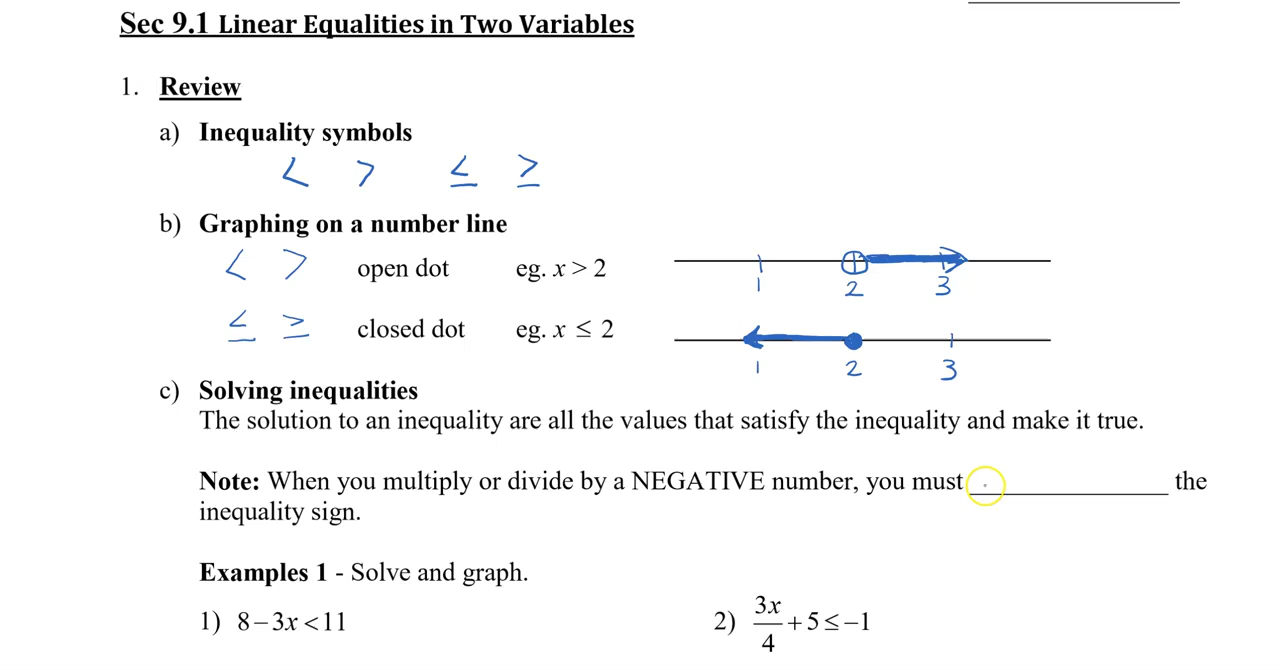 Sec 9.1 Linear Equalities in Two Variables
1. Review
a) Inequality symbols
< > ≤ ≥
b) Graphing on a number line
< > open dot eg. x > 2
1 2 3
≤ ≥ closed dot eg. x ≤ 2
1 2 3
c) Solving inequalities
The solution to an inequality are all the values that satisfy the inequality and make it true.
Note: When you multiply or divide by a NEGATIVE number, you must ______________ the
inequality sign.
Examples 1 - Solve and graph.
1) 8 – 3x < 11 2) 3x/4 + 5 ≤ –1